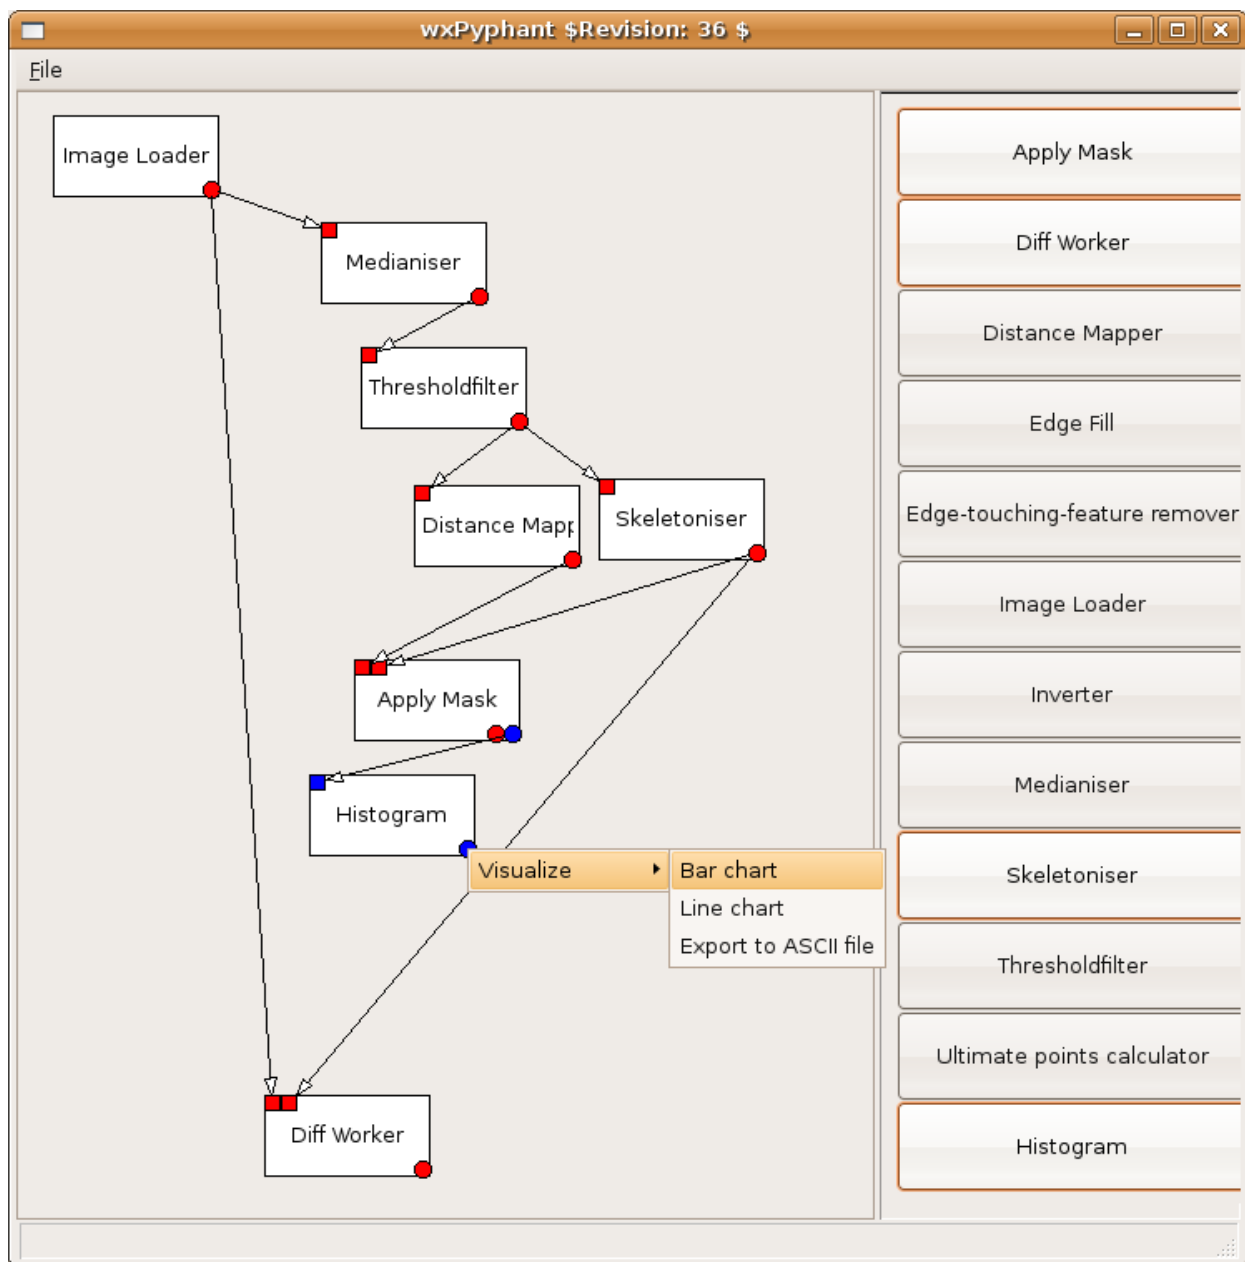 wxPyphant $Revision: 36 $
File
Image Loader
Medianiser
Thresholdfilter
Distance Mapp
Skeletoniser
Apply Mask
Histogram
Visualize
Bar chart
Line chart
Export to ASCII file
Diff Worker
Apply Mask
Diff Worker
Distance Mapper
Edge Fill
Edge-touching-feature remover
Image Loader
Inverter
Medianiser
Skeletoniser
Thresholdfilter
Ultimate points calculator
Histogram